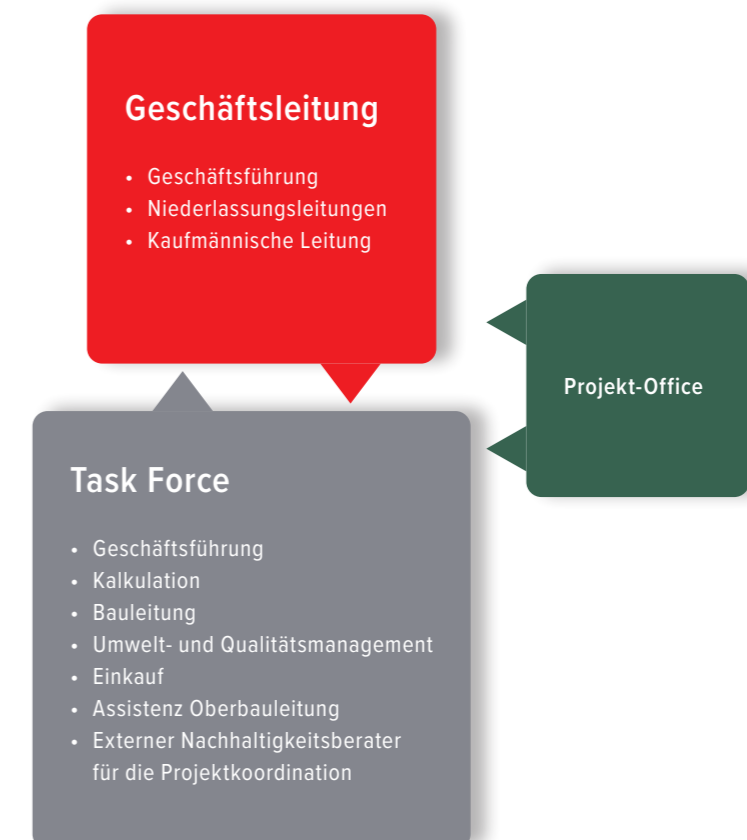 Geschäftsleitung
• Geschäftsführung
• Niederlassungsleitungen
• Kaufmännische Leitung
Projekt-Office
Task Force
• Geschäftsführung
• Kalkulation
• Bauleitung
• Umwelt- und Qualitätsmanagement
• Einkauf
• Assistenz Oberbauleitung
• Externer Nachhaltigkeitsberater
für die Projektkoordination